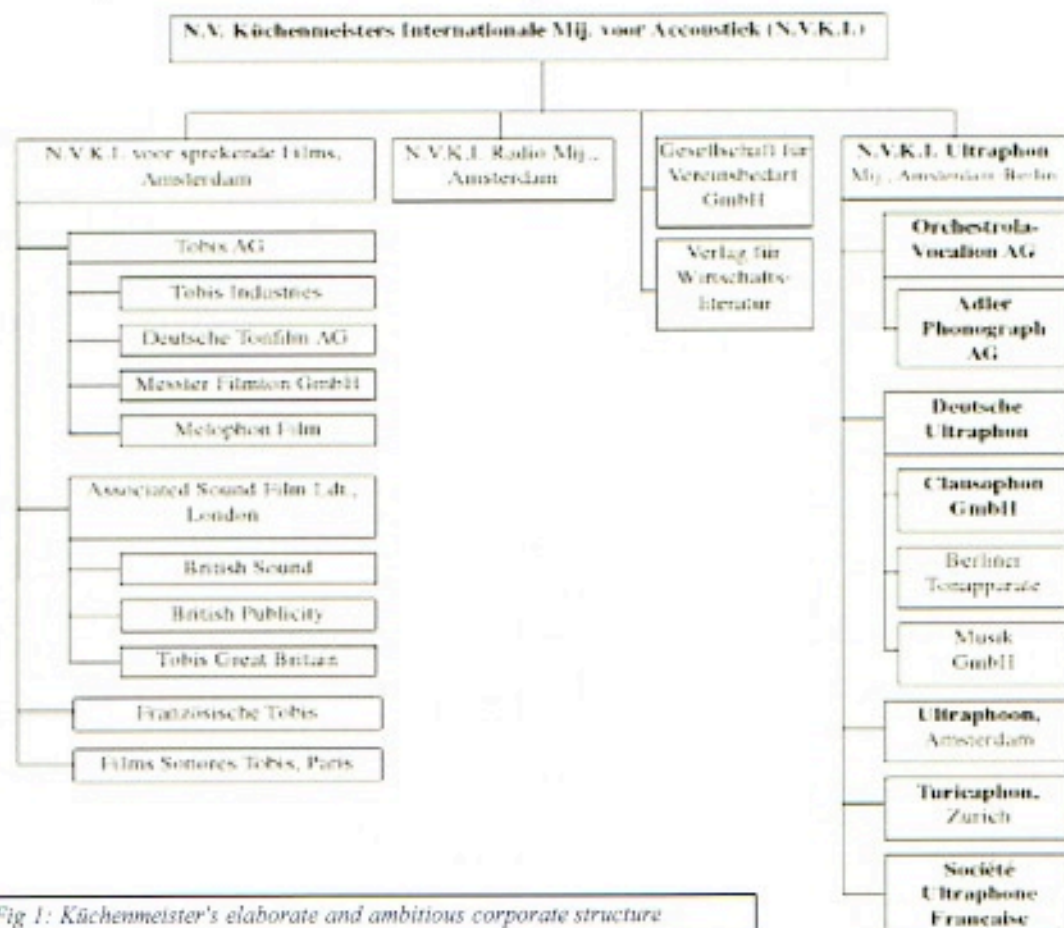 N.V. Küchenmeisters Internationale Mij. voor Accoustiek (N.V.K.I.)
N.V.K.I. voor sprekende Films,
Amsterdam
Tobis AG
Tobis Industries
Deutsche Tonfilm AG
Messter Filmton GmbH
Melophon Film
Associated Sound Film Ldt.,
London
British Sound
British Publicity
Tobis Great Britain
Französische Tobis
Films Sonores Tobis, Paris
N.V.K.I. Radio Mij.,
Amsterdam
Gesellschaft für
Vereinsbedarf
GmbH
Verlag für
Wirtschafts-
literatur
N.V.K.I. Ultraphon
Mij., Amsterdam-Berlin
Orchestrola-
Vocalion AG
Adler
Phonograph
AG
Deutsche
Ultraphon
Clausophon
GmbH
Berliner
Tonapparate
Musik
GmbH
Ultraphoon,
Amsterdam
Turicaphon,
Zurich
Société
Ultraphone
Française
Fig 1: Küchenmeister's elaborate and ambitious corporate structure